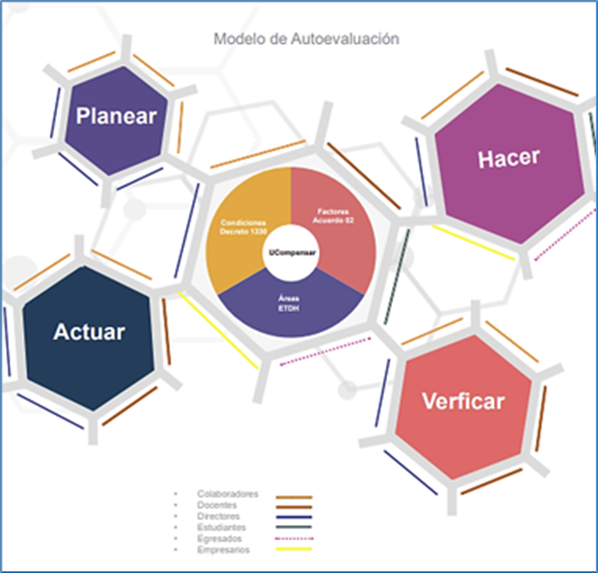 Modelo de Autoevaluación
Planear
Hacer
Condiciones
Decreto 1330
Factores
Acuerdo 02
UCompensar
Áreas
ETDH
Actuar
Verficar
Colaboradores
Docentes
Directores
Estudiantes
Egresados
Empresarios